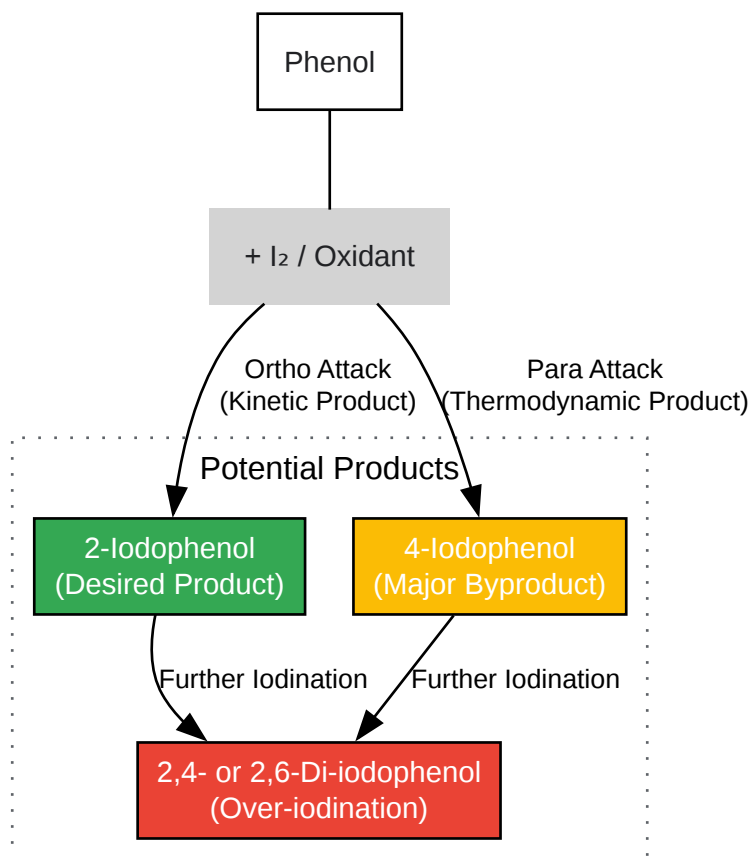 Phenol
+ I₂ / Oxidant
Ortho Attack
(Kinetic Product)
Para Attack
(Thermodynamic Product)
Potential Products
2-Iodophenol
(Desired Product)
4-Iodophenol
(Major Byproduct)
Further Iodination
Further Iodination
2,4- or 2,6-Di-iodophenol
(Over-iodination)